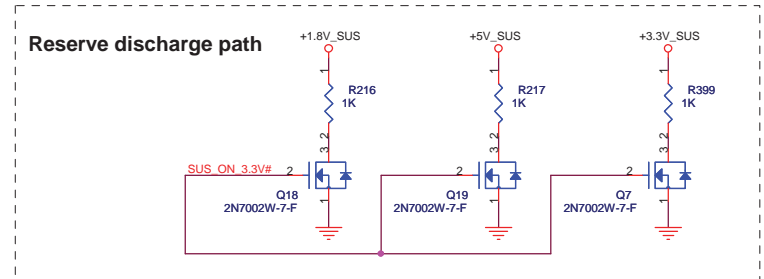 Reserve discharge path
+1.8V_SUS
+5V_SUS
+3.3V_SUS
1
1
1
R216
1K
R217
1K
R399
1K
2
2
2
3
3
3
SUS_ON_3.3V#
2
2
2
Q18
2N7002W-7-F
Q19
2N7002W-7-F
Q7
2N7002W-7-F
1
1
1